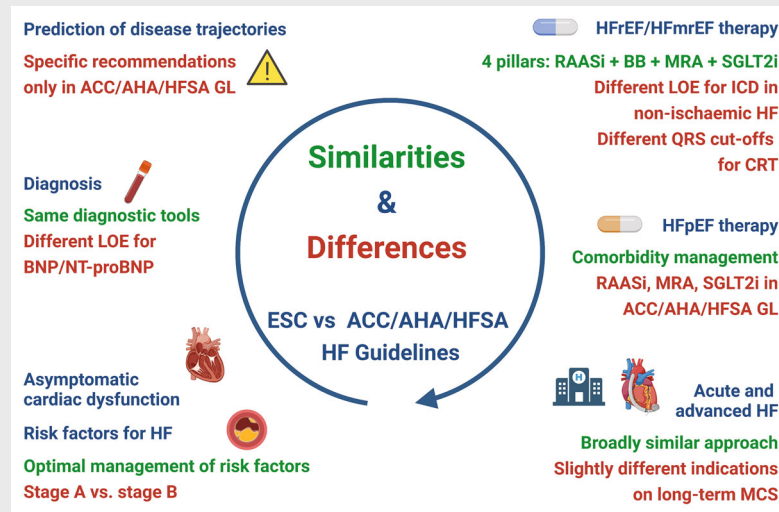 Prediction of disease trajectories
Specific recommendations
only in ACC/AHA/HFSA GL
!
Diagnosis
Same diagnostic tools
Different LOE for
BNP/NT-proBNP
Asymptomatic
cardiac dysfunction
Risk factors for HF
Optimal management of risk factors
Stage A vs. stage B
Similarities
&
Differences
ESC vs ACC/AHA/HFSA
HF Guidelines
HFrEF/HFmrEF therapy
4 pillars: RAASi + BB + MRA + SGLT2i
Different LOE for ICD in
non-ischaemic HF
Different QRS cut-offs
for CRT
HFpEF therapy
Comorbidity management
RAASi, MRA, SGLT2i in
ACC/AHA/HFSA GL
H
Acute and
advanced HF
Broadly similar approach
Slightly different indications
on long-term MCS